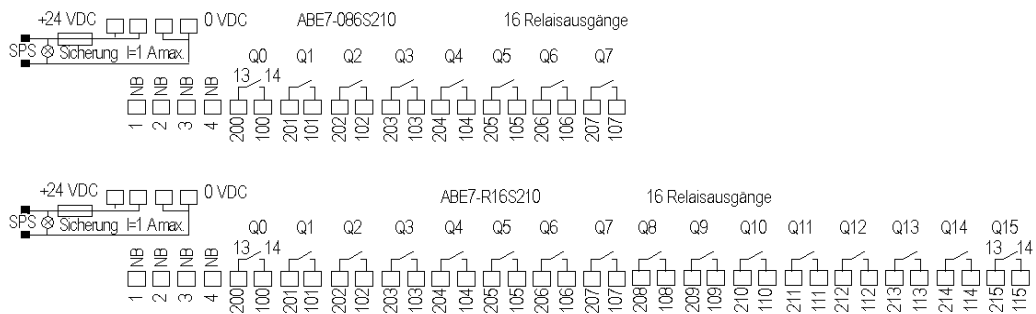 +24 VDC 0 VDC ABE7-086S210 16 Relaisausgänge
SPS Sicherung I=1 Amax.
Q0 Q1 Q2 Q3 Q4 Q5 Q6 Q7
13 14
NB NB NB NB
1 2 3 4 200 100 201 101 202 102 203 103 204 104 205 105 206 106 207 107
+24 VDC 0 VDC ABE7-R16S210 16 Relaisausgänge
SPS Sicherung I=1 Amax.
Q0 Q1 Q2 Q3 Q4 Q5 Q6 Q7 Q8 Q9 Q10 Q11 Q12 Q13 Q14 Q15
13 14 13 14
NB NB NB NB
1 2 3 4 200 100 201 101 202 102 203 103 204 104 205 105 206 106 207 107 208 108 209 109 210 110 211 111 212 112 213 113 214 114 215 115